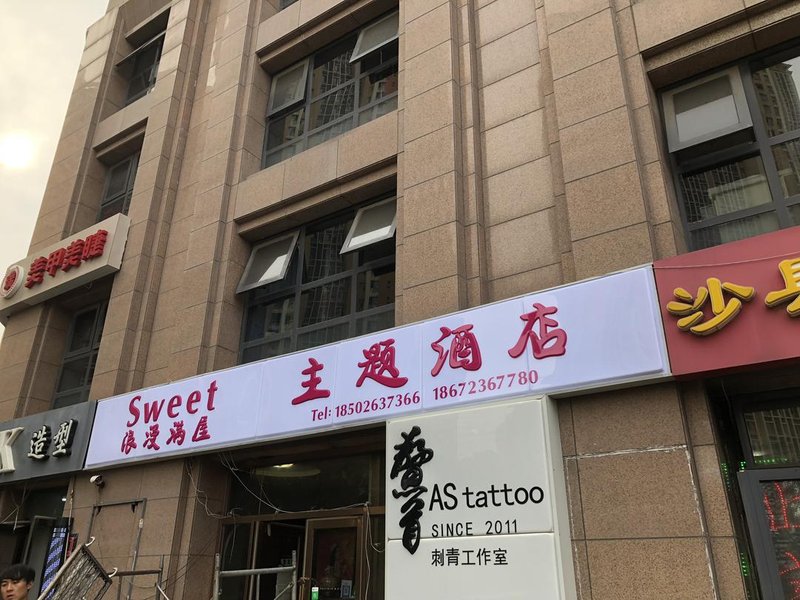 美甲美睫
K 造型
Sweet
浪漫满屋
主题酒店
Tel: 18502637366 18672367780
AS tattoo
SINCE 2011
刺青工作室
沙县